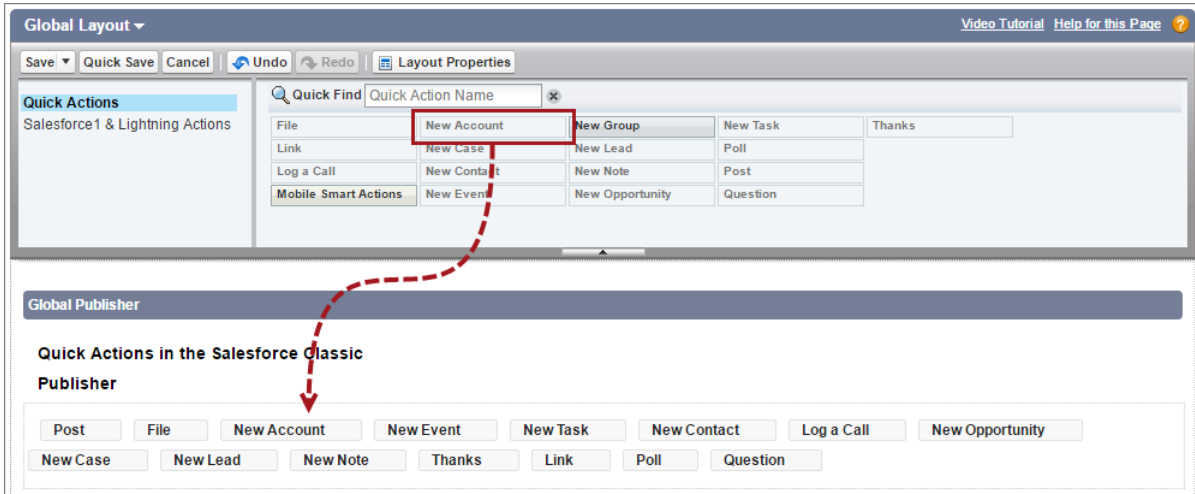 Global Layout Video Tutorial Help for this Page ?
Save Quick Save Cancel Undo Redo Layout Properties
Quick Actions
Salesforce1 & Lightning Actions
Quick Find Quick Action Name
File New Account New Group New Task Thanks
Link New Case New Lead Poll
Log a Call New Contact New Note Post
Mobile Smart Actions New Event New Opportunity Question
Global Publisher
Quick Actions in the Salesforce Classic
Publisher
Post File New Account New Event New Task New Contact Log a Call New Opportunity
New Case New Lead New Note Thanks Link Poll Question